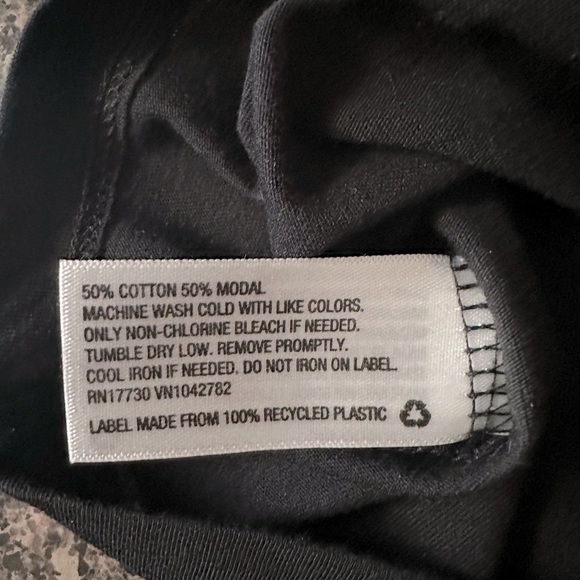 50% COTTON 50% MODAL
MACHINE WASH COLD WITH LIKE COLORS.
ONLY NON-CHLORINE BLEACH IF NEEDED.
TUMBLE DRY LOW. REMOVE PROMPTLY.
COOL IRON IF NEEDED. DO NOT IRON ON LABEL.
RN17730 VN1042782
LABEL MADE FROM 100% RECYCLED PLASTIC